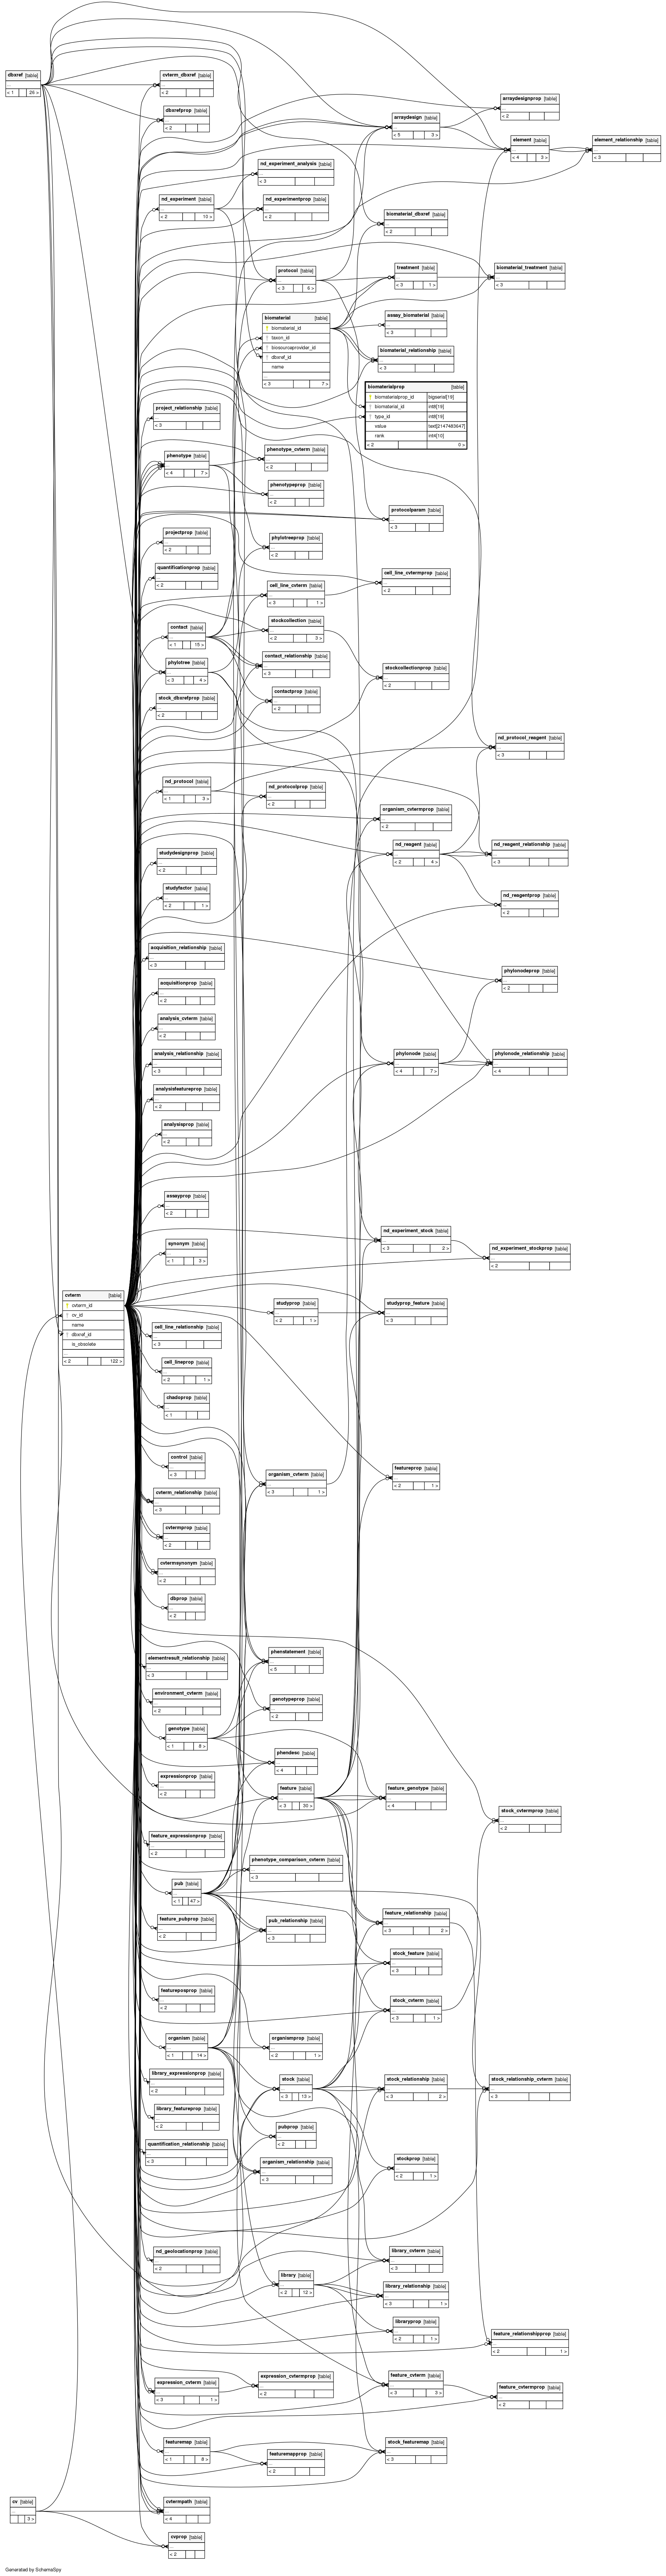 dbxref [table]
...
< 1 26 >
cvterm_dbxref [table]
...
< 2
dbxrefprop [table]
...
< 2
arraydesignprop [table]
...
< 2
arraydesign [table]
...
< 5 3 >
element [table]
...
< 4 3 >
element_relationship [table]
...
< 3
nd_experiment_analysis [table]
...
< 3
nd_experiment [table]
...
< 2 10 >
nd_experimentprop [table]
...
< 2
biomaterial_dbxref [table]
...
< 2
protocol [table]
...
< 3 6 >
treatment [table]
...
< 3 1 >
biomaterial_treatment [table]
...
< 3
biomaterial [table]
biomaterial_id
taxon_id
biosourceprovider_id
dbxref_id
name
...
< 3 7 >
assay_biomaterial [table]
...
< 3
biomaterial_relationship [table]
...
< 3
biomaterialprop [table]
biomaterialprop_id bigserial[19]
biomaterial_id int8[19]
type_id int8[19]
value text[2147483647]
rank int4[10]
< 2 0 >
project_relationship [table]
...
< 3
phenotype [table]
...
< 4 7 >
phenotype_cvterm [table]
...
< 2
phenotypeprop [table]
...
< 2
protocolparam [table]
...
< 3
projectprop [table]
...
< 2
phylotreeprop [table]
...
< 2
quantificationprop [table]
...
< 2
cell_line_cvterm [table]
...
< 3 1 >
cell_line_cvtermprop [table]
...
< 2
contact [table]
...
< 1 15 >
stockcollection [table]
...
< 2 3 >
phylotree [table]
...
< 3 4 >
contact_relationship [table]
...
< 3
stockcollectionprop [table]
...
< 2
stock_dbxrefprop [table]
...
< 2
contactprop [table]
...
< 2
nd_protocol_reagent [table]
...
< 3
nd_protocol [table]
...
< 1 3 >
nd_protocolprop [table]
...
< 2
organism_cvtermprop [table]
...
< 2
nd_reagent [table]
...
< 2 4 >
nd_reagent_relationship [table]
...
< 3
studydesignprop [table]
...
< 2
studyfactor [table]
...
< 2 1 >
nd_reagentprop [table]
...
< 2
acquisition_relationship [table]
...
< 3
acquisitionprop [table]
...
< 2
phylonodeprop [table]
...
< 2
analysis_cvterm [table]
...
< 2
analysis_relationship [table]
...
< 3
phylonode [table]
...
< 4 7 >
phylonode_relationship [table]
...
< 4
analysisfeatureprop [table]
...
< 2
analysisprop [table]
...
< 2
assayprop [table]
...
< 2
synonym [table]
...
< 1 3 >
nd_experiment_stock [table]
...
< 3 2 >
nd_experiment_stockprop [table]
...
< 2
cvterm [table]
cvterm_id
cv_id
name
dbxref_id
is_obsolete
...
< 2 122 >
studyprop [table]
...
< 2 1 >
studyprop_feature [table]
...
< 3
cell_line_relationship [table]
...
< 3
cell_lineprop [table]
...
< 2 1 >
chadoprop [table]
...
< 1
control [table]
...
< 3
organism_cvterm [table]
...
< 3 1 >
featureprop [table]
...
< 2 1 >
cvterm_relationship [table]
...
< 3
cvtermprop [table]
...
< 2
cvtermsynonym [table]
...
< 2
dbprop [table]
...
< 2
elementresult_relationship [table]
...
< 3
phenstatement [table]
...
< 5
environment_cvterm [table]
...
< 2
genotypeprop [table]
...
< 2
genotype [table]
...
< 1 8 >
phendesc [table]
...
< 4
expressionprop [table]
...
< 2
feature [table]
...
< 3 30 >
feature_genotype [table]
...
< 4
stock_cvtermprop [table]
...
< 2
feature_expressionprop [table]
...
< 2
phenotype_comparison_cvterm [table]
...
< 3
pub [table]
...
< 1 47 >
feature_pubprop [table]
...
< 2
pub_relationship [table]
...
< 3
feature_relationship [table]
...
< 3 2 >
stock_feature [table]
...
< 3
featureposprop [table]
...
< 2
stock_cvterm [table]
...
< 3 1 >
organism [table]
...
< 1 14 >
organismprop [table]
...
< 2 1 >
library_expressionprop [table]
...
< 2
stock [table]
...
< 3 13 >
stock_relationship [table]
...
< 3 2 >
stock_relationship_cvterm [table]
...
< 3
library_featureprop [table]
...
< 2
pubprop [table]
...
< 2
quantification_relationship [table]
...
< 3
organism_relationship [table]
...
< 3
stockprop [table]
...
< 2 1 >
nd_geolocationprop [table]
...
< 2
library_cvterm [table]
...
< 3
library [table]
...
< 2 12 >
library_relationship [table]
...
< 3 1 >
libraryprop [table]
...
< 2 1 >
feature_relationshipprop [table]
...
< 2 1 >
expression_cvterm [table]
...
< 3 1 >
expression_cvtermprop [table]
...
< 2
feature_cvterm [table]
...
< 3 3 >
feature_cvtermprop [table]
...
< 2
featuremap [table]
...
< 1 8 >
featuremapprop [table]
...
< 2
stock_featuremap [table]
...
< 3
cv [table]
...
3 >
cvtermpath [table]
...
< 4
cvprop [table]
...
< 2
Generated by SchemaSpy